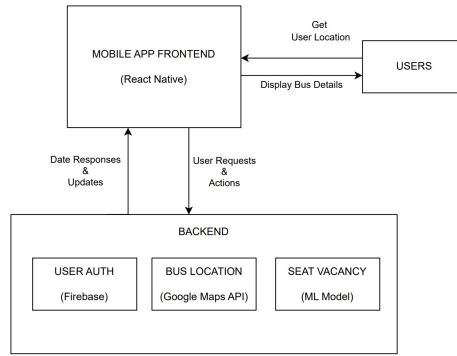 Get
User Location
MOBILE APP FRONTEND
(React Native)
USERS
Display Bus Details
Date Responses
&
Updates
User Requests
&
Actions
BACKEND
USER AUTH
(Firebase)
BUS LOCATION
(Google Maps API)
SEAT VACANCY
(ML Model)